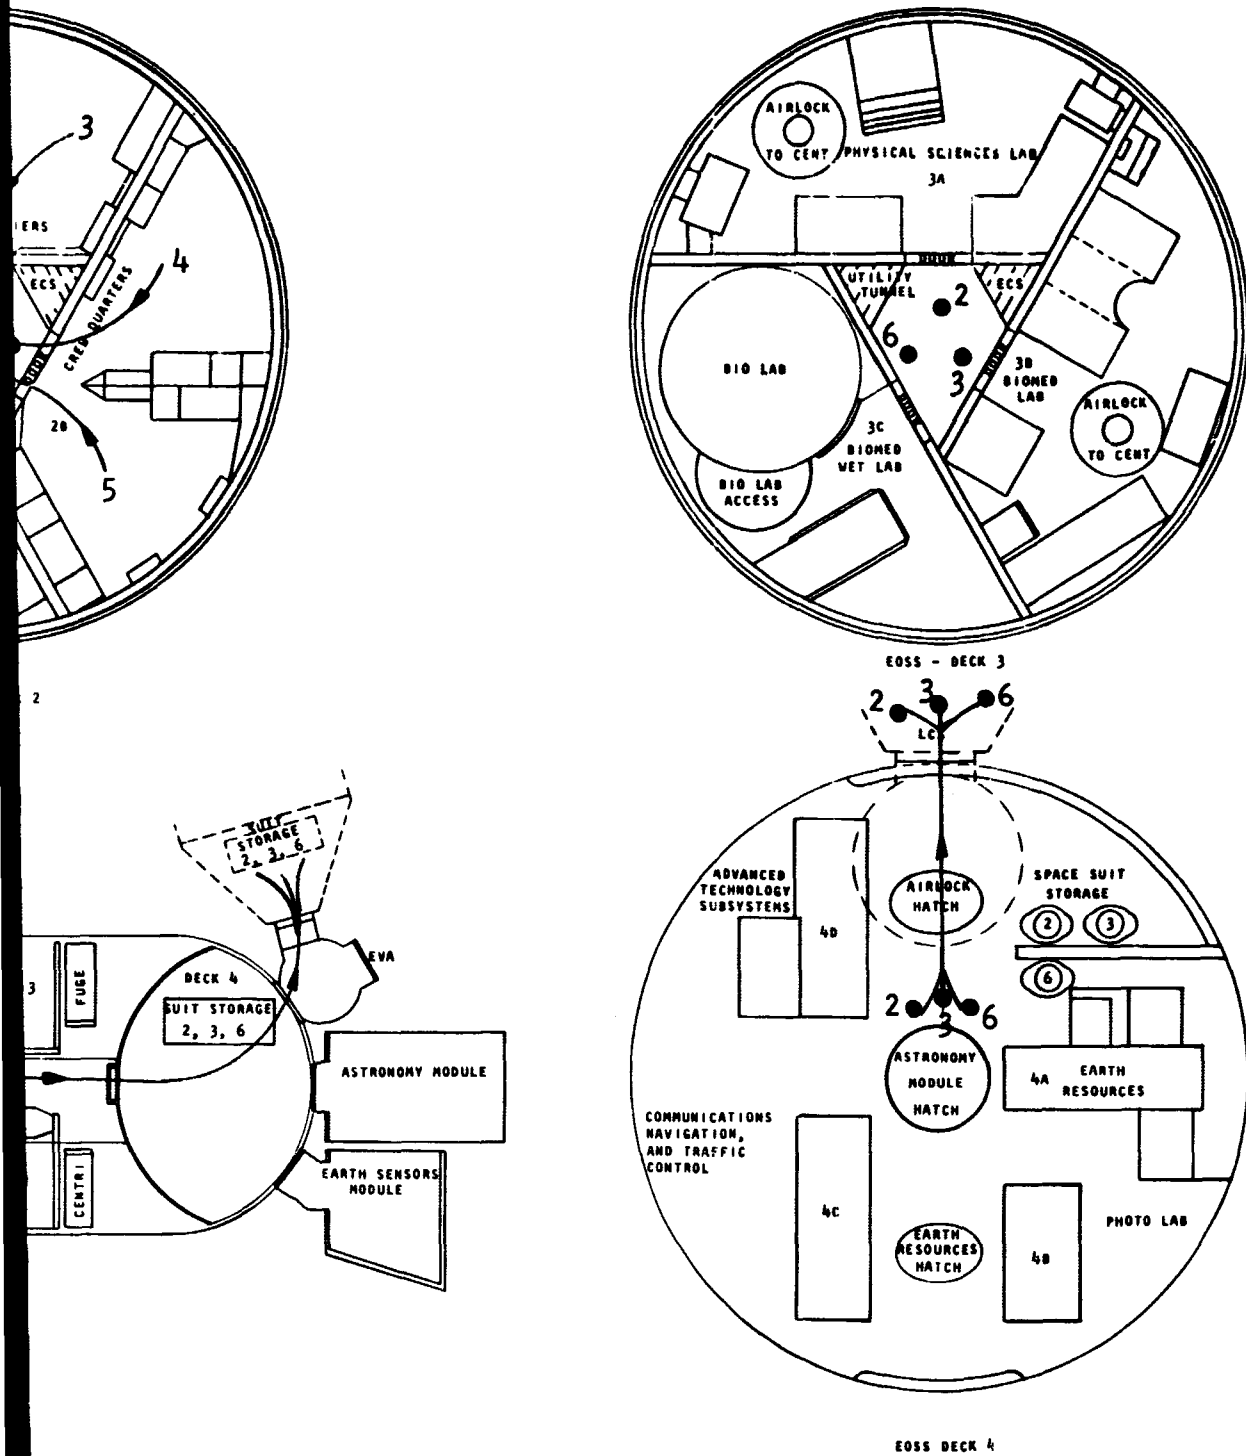 3
IERS
4
ECS
CREW QUARTERS
2B
5
2
AIRLOCK
TO CENT
PHYSICAL SCIENCES LAB
3A
DOOR
UTILITY
TUNNEL
ECS
2
6
3
DOOR
DOOR
BIO LAB
3B
BIOMED
LAB
AIRLOCK
TO CENT
3C
BIOMED
WET LAB
BIO LAB
ACCESS
EOSS - DECK 3
SUIT
STORAGE
2, 3, 6
EVA
DECK 4
SUIT STORAGE
2, 3, 6
3
FUGE
CENTRI
ASTRONOMY MODULE
EARTH SENSORS
MODULE
2
3
6
ADVANCED
TECHNOLOGY
SUBSYSTEMS
4D
AIRLOCK
HATCH
SPACE SUIT
STORAGE
2
3
6
2
3
6
ASTRONOMY
MODULE
HATCH
4A
EARTH
RESOURCES
COMMUNICATIONS
NAVIGATION,
AND TRAFFIC
CONTROL
4C
EARTH
RESOURCES
HATCH
4B
PHOTO LAB
EOSS DECK 4